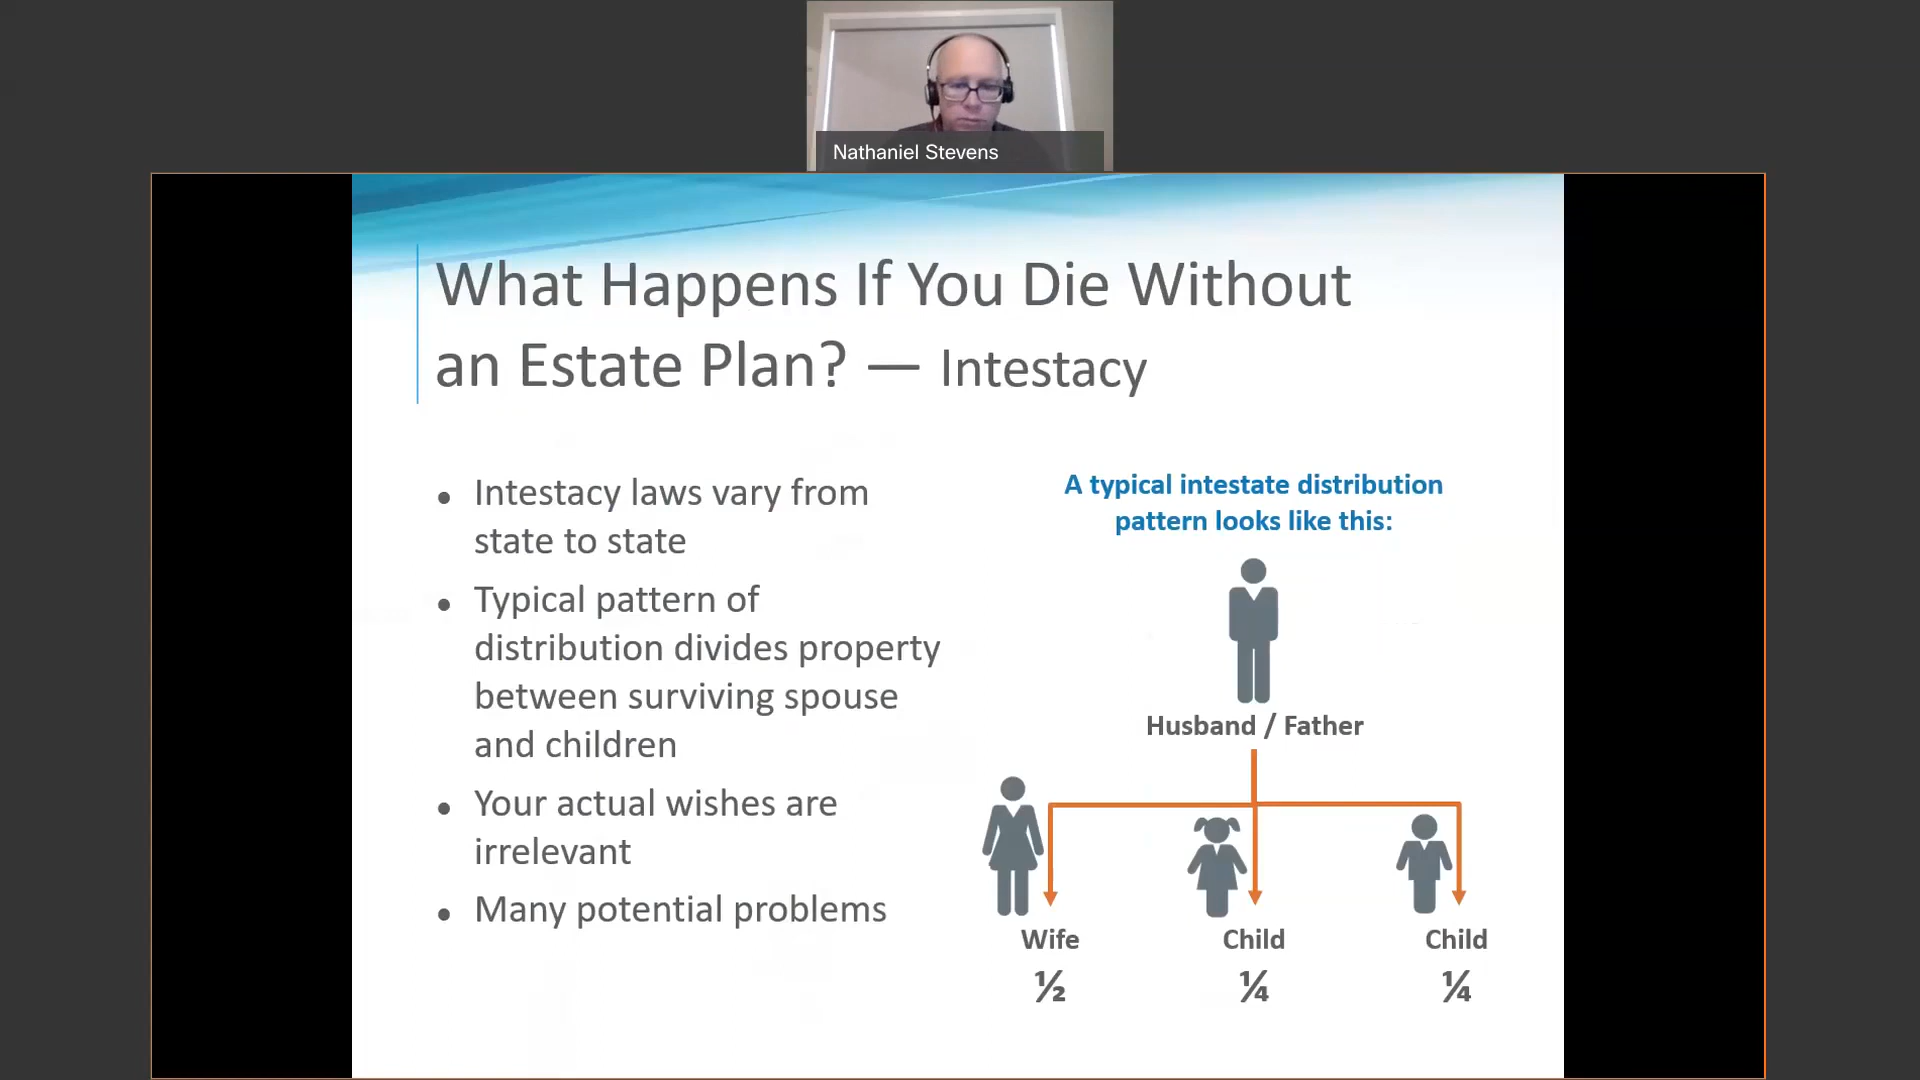 Nathaniel Stevens
What Happens If You Die Without
an Estate Plan? — Intestacy
• Intestacy laws vary from
state to state
• Typical pattern of
distribution divides property
between surviving spouse
and children
• Your actual wishes are
irrelevant
• Many potential problems
A typical intestate distribution
pattern looks like this:
Husband / Father
Wife Child Child
½ ¼ ¼